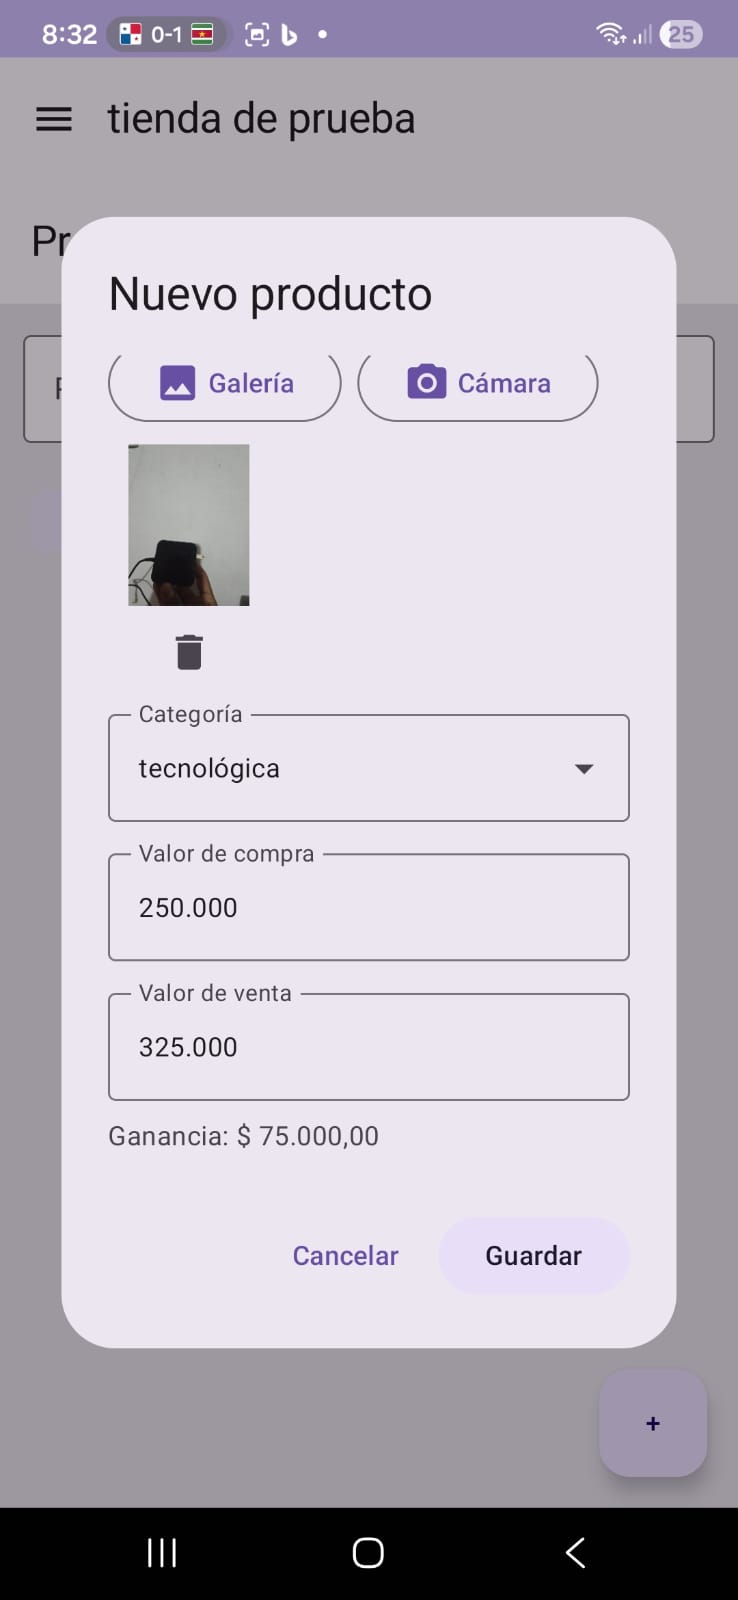 8:32 0-1 25
tienda de prueba
Pr
Nuevo producto
Galería Cámara
Categoría
tecnológica
Valor de compra
250.000
Valor de venta
325.000
Ganancia: $ 75.000,00
Cancelar Guardar
+